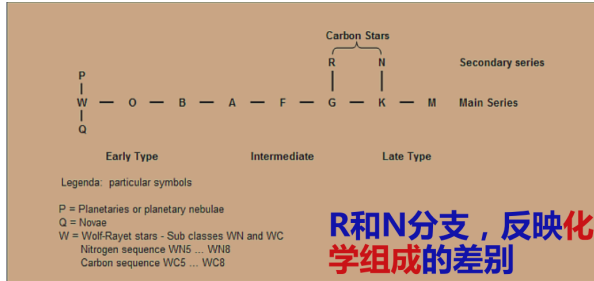 Carbon Stars
R N Secondary series
P
W — O — B — A — F — G — K — M Main Series
Q
Early Type Intermediate Late Type
Legenda: particular symbols
P = Planetaries or planetary nebulae
Q = Novae
W = Wolf-Rayet stars - Sub classes WN and WC
Nitrogen sequence WN5 ... WN8
Carbon sequence WC5 ... WC8
R和N分支，反映化
学组成的差别